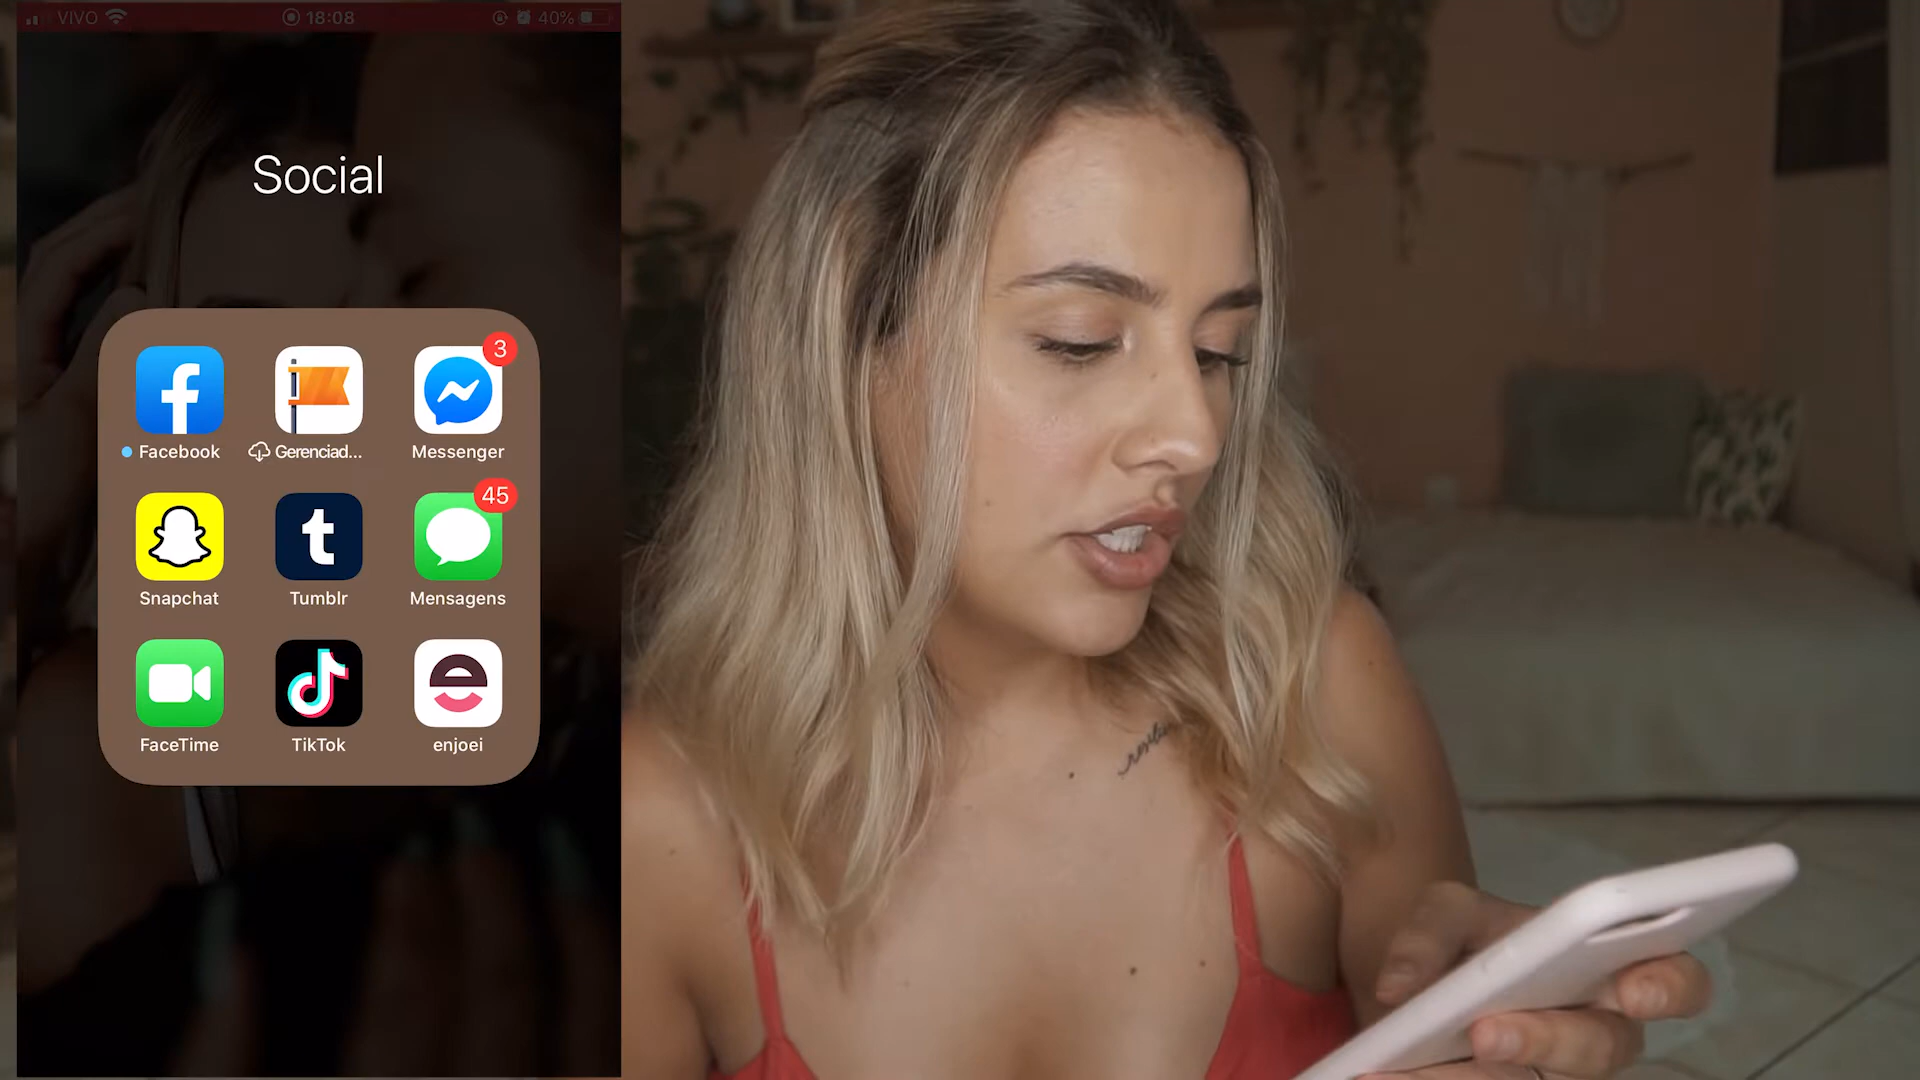 VIVO 18:08 40%
Social
3
Facebook Gerenciad... Messenger
45
Snapchat Tumblr Mensagens
FaceTime TikTok enjoei